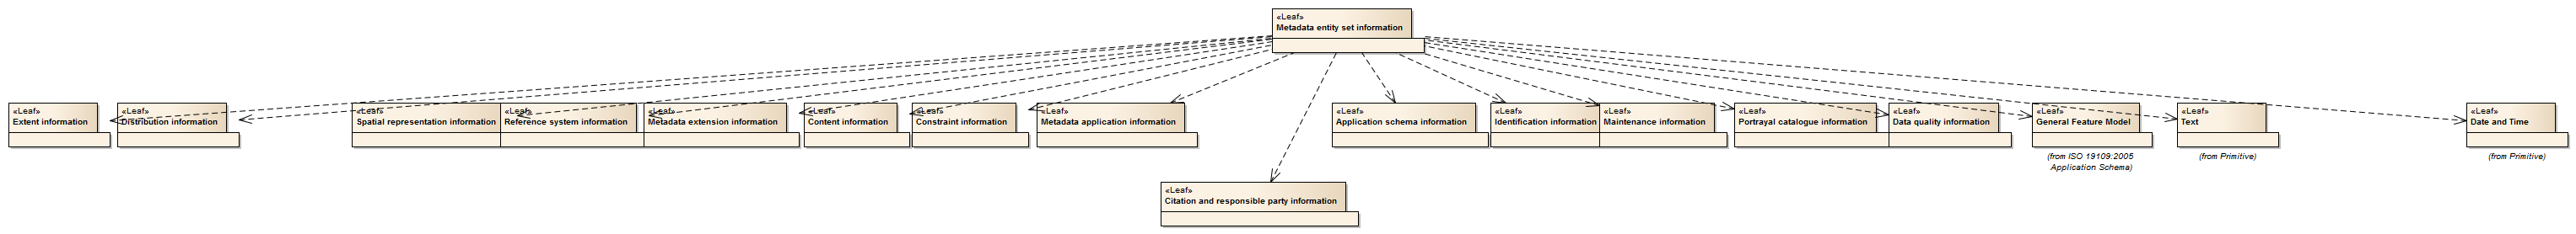 «Leaf»
Metadata entity set information
«Leaf»
Extent information
«Leaf»
Distribution information
«Leaf»
Spatial representation information
«Leaf»
Reference system information
«Leaf»
Metadata extension information
«Leaf»
Content information
«Leaf»
Constraint information
«Leaf»
Metadata application information
«Leaf»
Application schema information
«Leaf»
Identification information
«Leaf»
Maintenance information
«Leaf»
Portrayal catalogue information
«Leaf»
Data quality information
«Leaf»
General Feature Model
(from ISO 19109:2005
Application Schema)
«Leaf»
Text
(from Primitive)
«Leaf»
Date and Time
(from Primitive)
«Leaf»
Citation and responsible party information